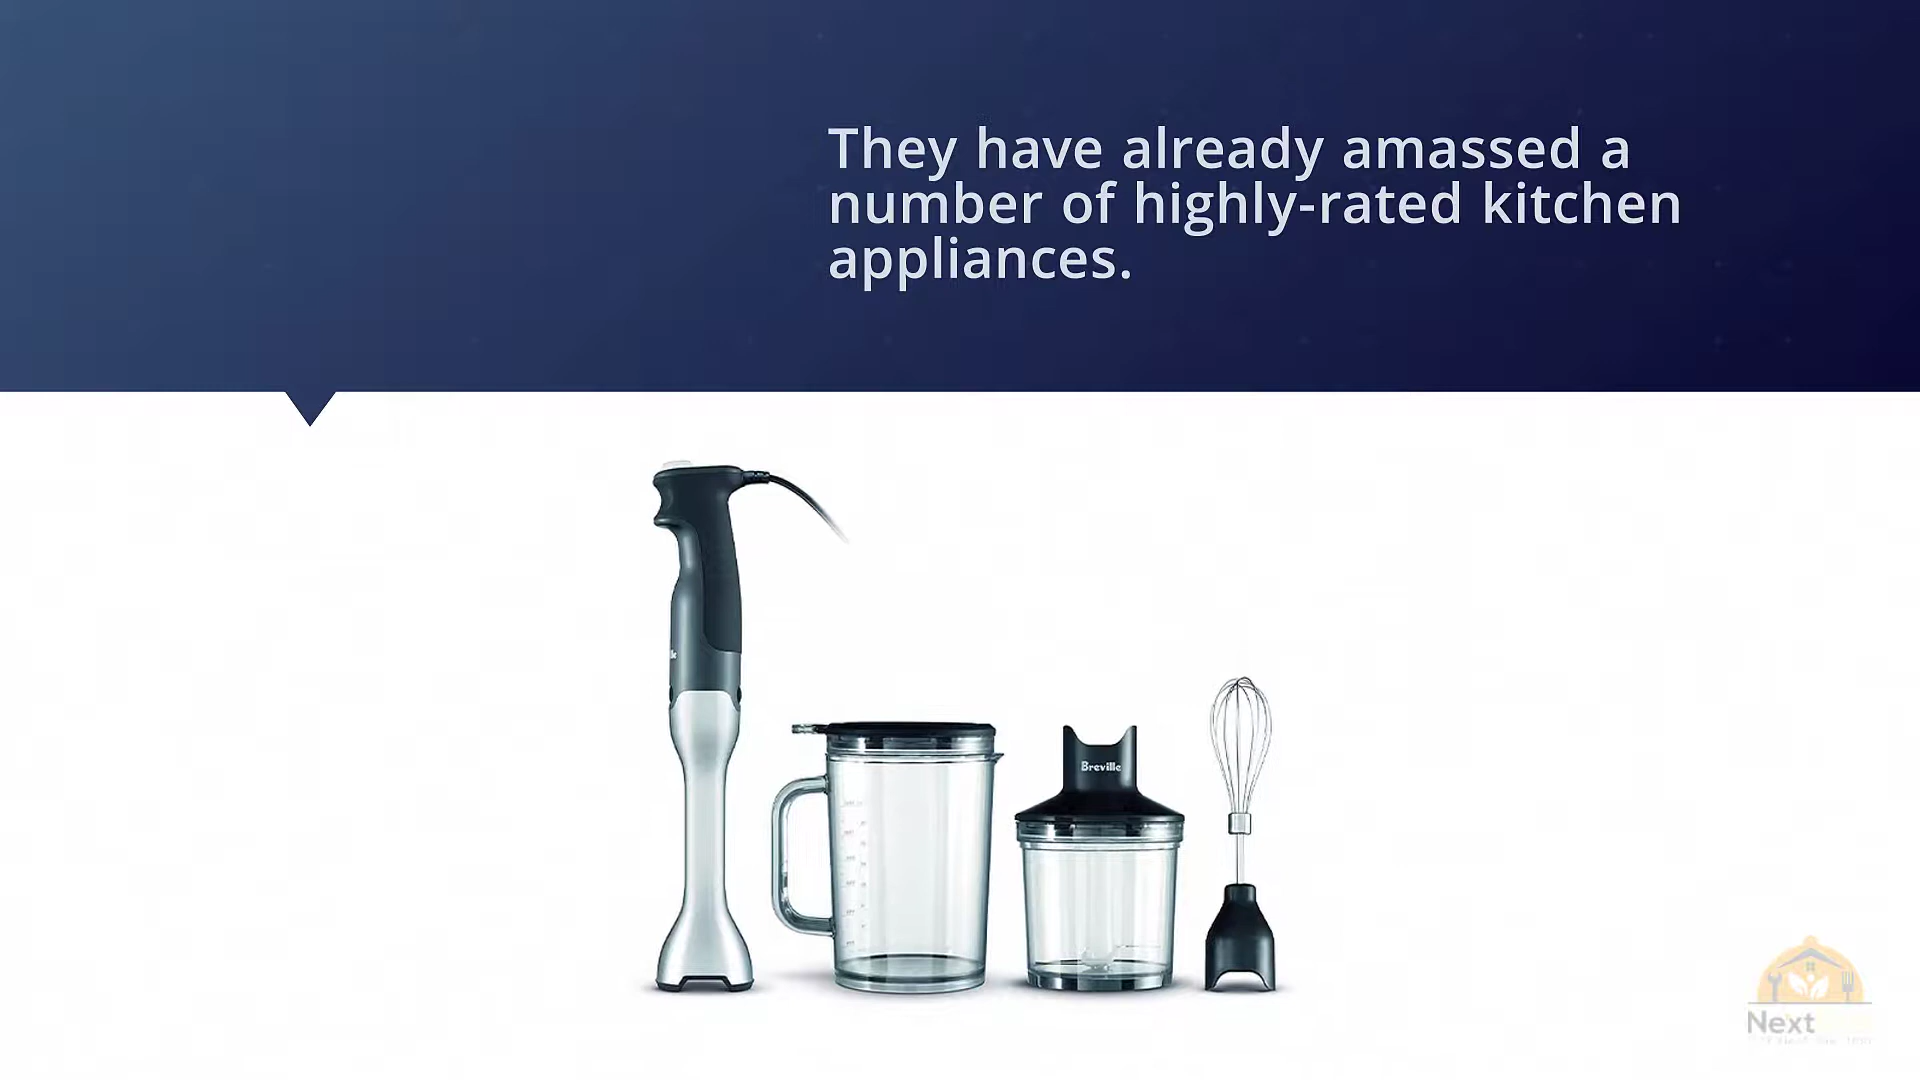 They have already amassed a
number of highly-rated kitchen
appliances.
Breville
Next